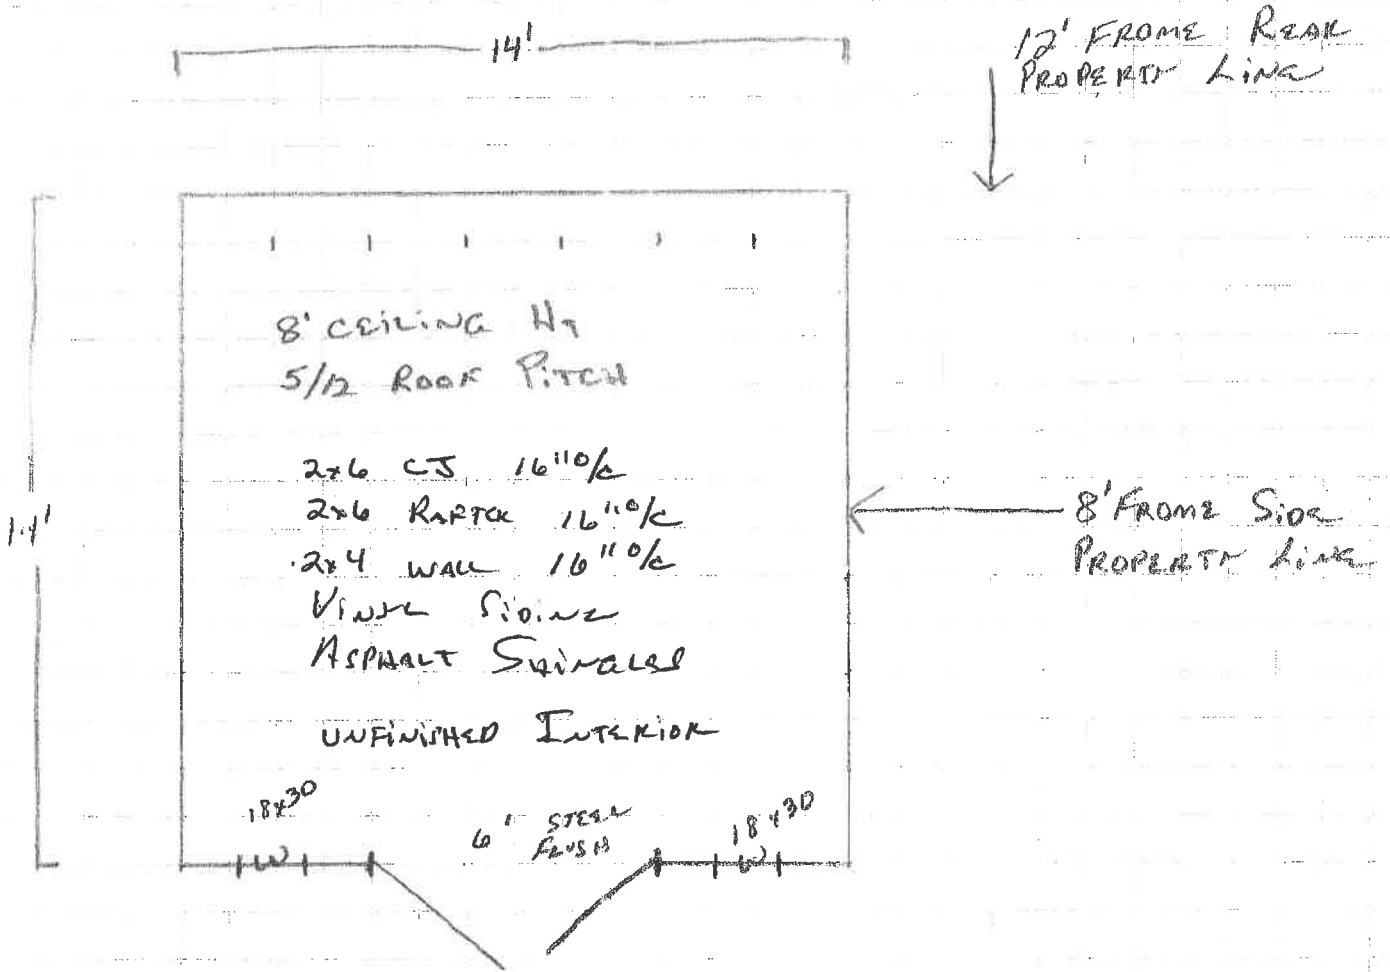 14'
12' FROME REAR
PROPERTY LINE
8' CEILING HT
5/12 ROOF PITCH
2x6 CJ 16" O/C
2x6 RAFTER 16" O/C
2x4 WALL 16" O/C
VINYL SIDING
ASPHALT SHINGLES
UNFINISHED INTERIOR
14'
8' FROME SIDE
PROPERTY LINE
18x30
W
6' STEEL
FLUSH
18x30
W